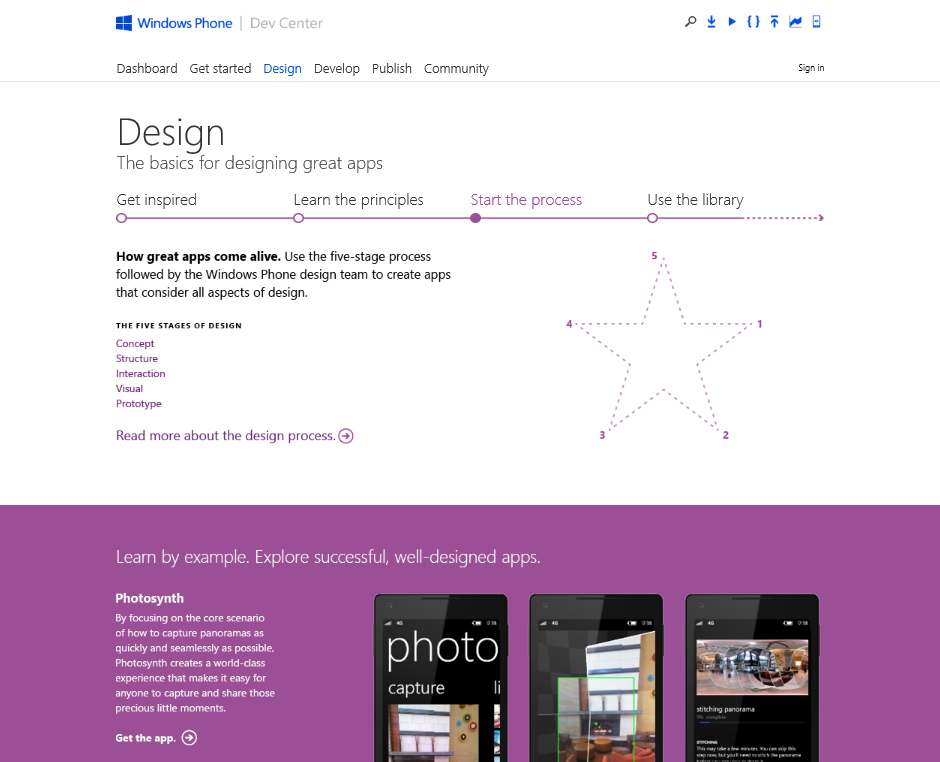 Windows Phone | Dev Center
Dashboard Get started Design Develop Publish Community Sign in
Design
The basics for designing great apps
Get inspired Learn the principles Start the process Use the library
How great apps come alive. Use the five-stage process
followed by the Windows Phone design team to create apps
that consider all aspects of design.
THE FIVE STAGES OF DESIGN
Concept
Structure
Interaction
Visual
Prototype
Read more about the design process.
5
4 1
3 2
Learn by example. Explore successful, well-designed apps.
Photosynth
By focusing on the core scenario
of how to capture panoramas as
quickly and seamlessly as possible,
Photosynth creates a world-class
experience that makes it easy for
anyone to capture and share those
precious little moments.
Get the app.
4G
photo
capture li
4G
4G
stitching panorama
complete
STITCHING
This may take a few minutes. You can skip this
step now, but you'll need to stitch the panorama